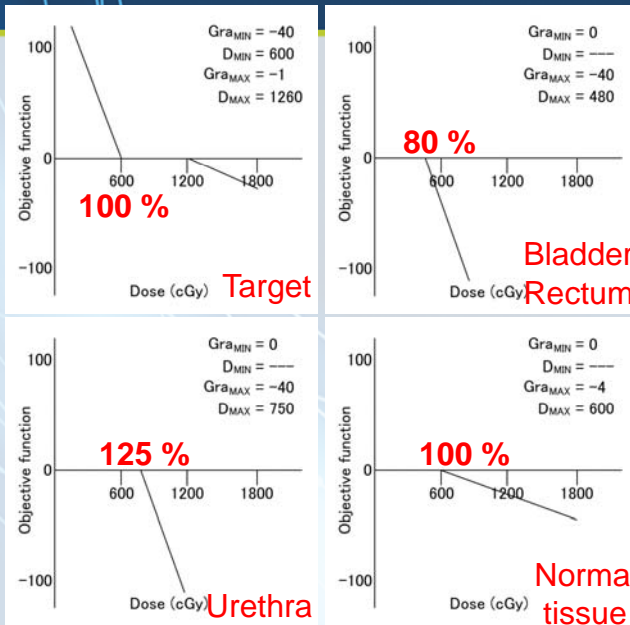 Gra_MIN = −40
D_MIN = 600
Gra_MAX = −1
D_MAX = 1260
100
0
−100
Objective function
600 1200 1800
100 %
Dose (cGy)
Target
Gra_MIN = 0
D_MIN = ---
Gra_MAX = −40
D_MAX = 480
100
0
−100
Objective function
80 %
600 1200 1800
Dose (cGy)
Bladder
Rectum
Gra_MIN = 0
D_MIN = ---
Gra_MAX = −40
D_MAX = 750
100
0
−100
Objective function
125 %
600 1200 1800
Dose (cGy)
Urethra
Gra_MIN = 0
D_MIN = ---
Gra_MAX = −4
D_MAX = 600
100
0
−100
Objective function
100 %
600 1200 1800
Dose (cGy)
Norma
tissue